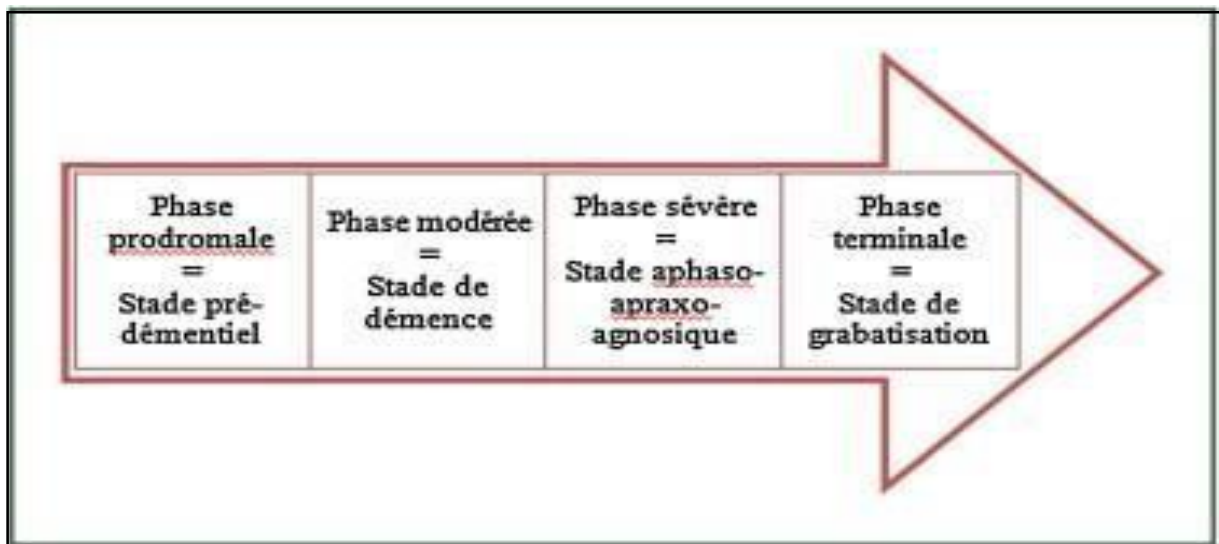 Phase
prodromale
=
Stade pré-
démentiel
Phase modérée
=
Stade de
démence
Phase sévère
=
Stade aphaso-
apraxo-
agnosique
Phase
terminale
=
Stade de
grabatisation